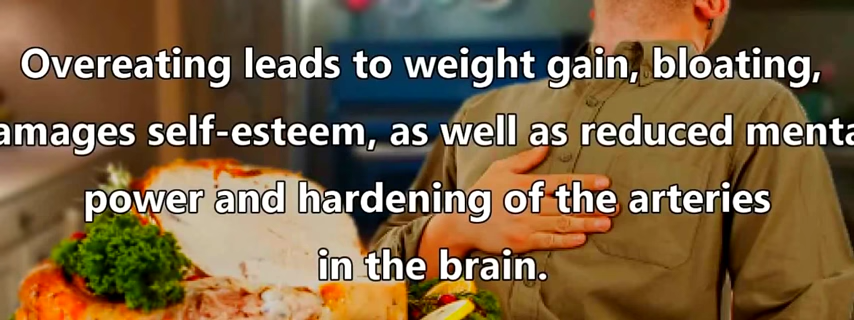 Overeating leads to weight gain, bloating,
amages self-esteem, as well as reduced menta
power and hardening of the arteries
in the brain.